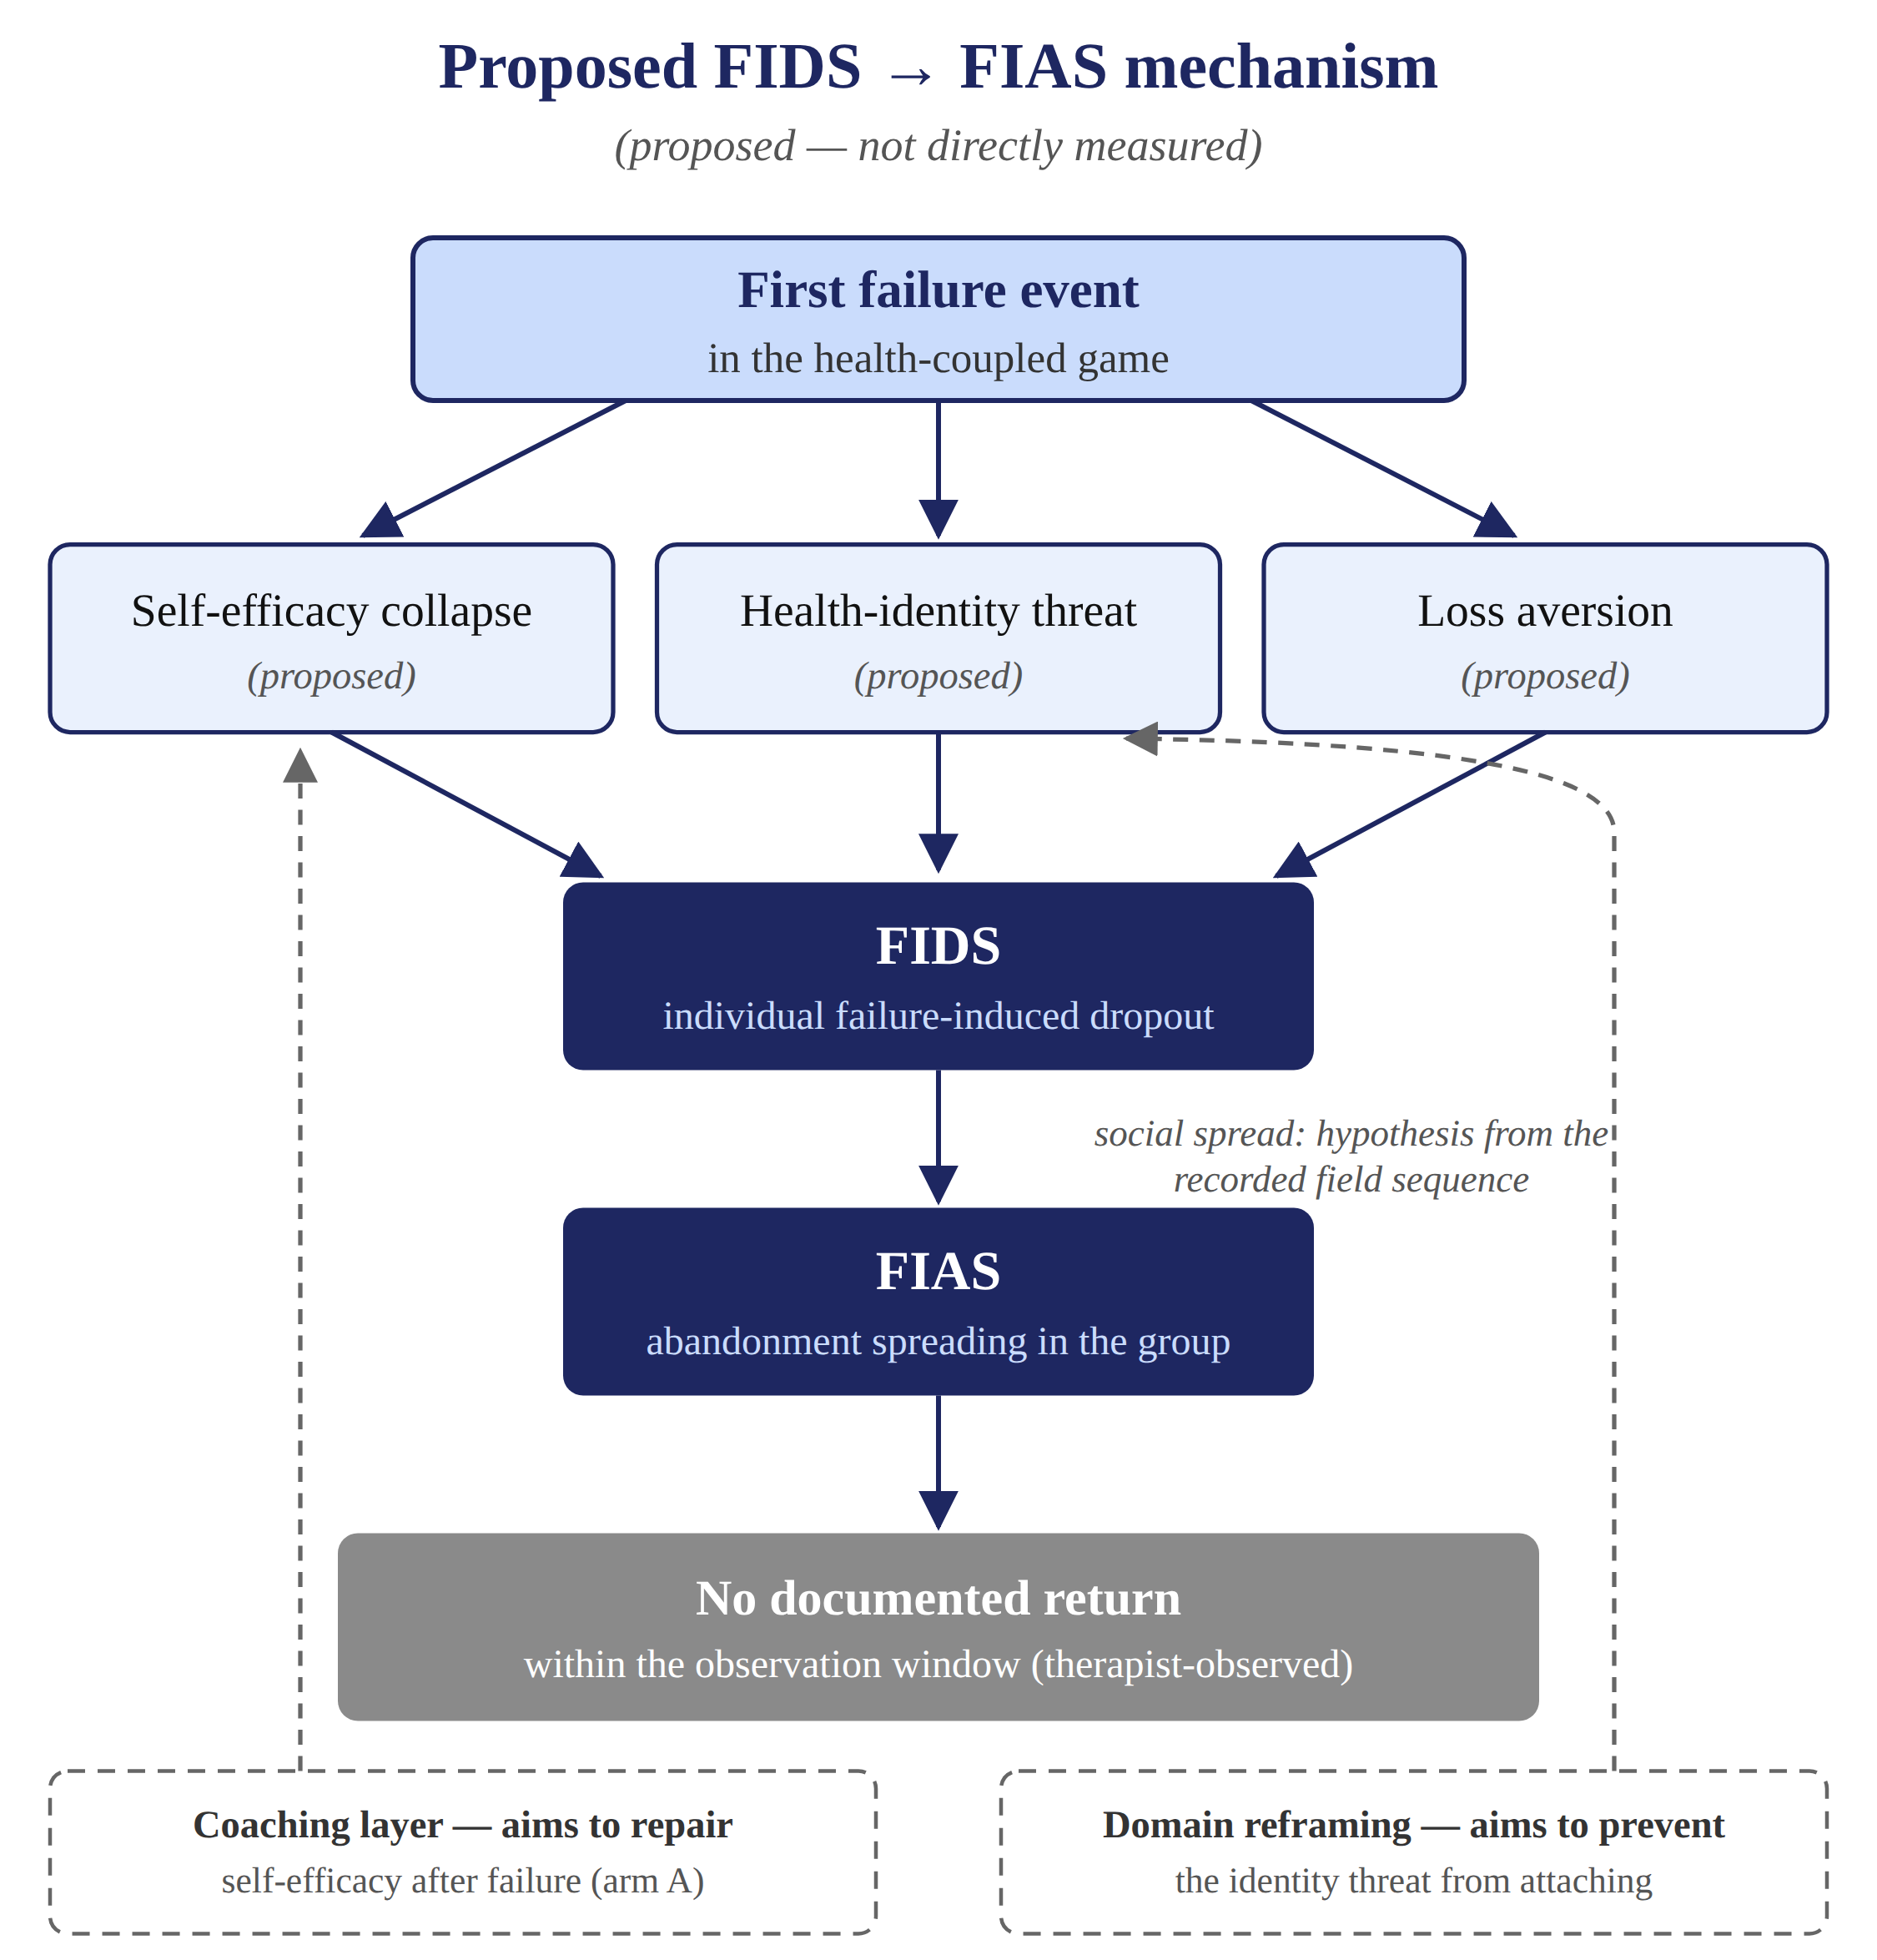 Proposed FIDS → FIAS mechanism
(proposed — not directly measured)
First failure event
in the health-coupled game
Self-efficacy collapse
(proposed)
Health-identity threat
(proposed)
Loss aversion
(proposed)
FIDS
individual failure-induced dropout
social spread: hypothesis from the
recorded field sequence
FIAS
abandonment spreading in the group
No documented return
within the observation window (therapist-observed)
Coaching layer — aims to repair
self-efficacy after failure (arm A)
Domain reframing — aims to prevent
the identity threat from attaching